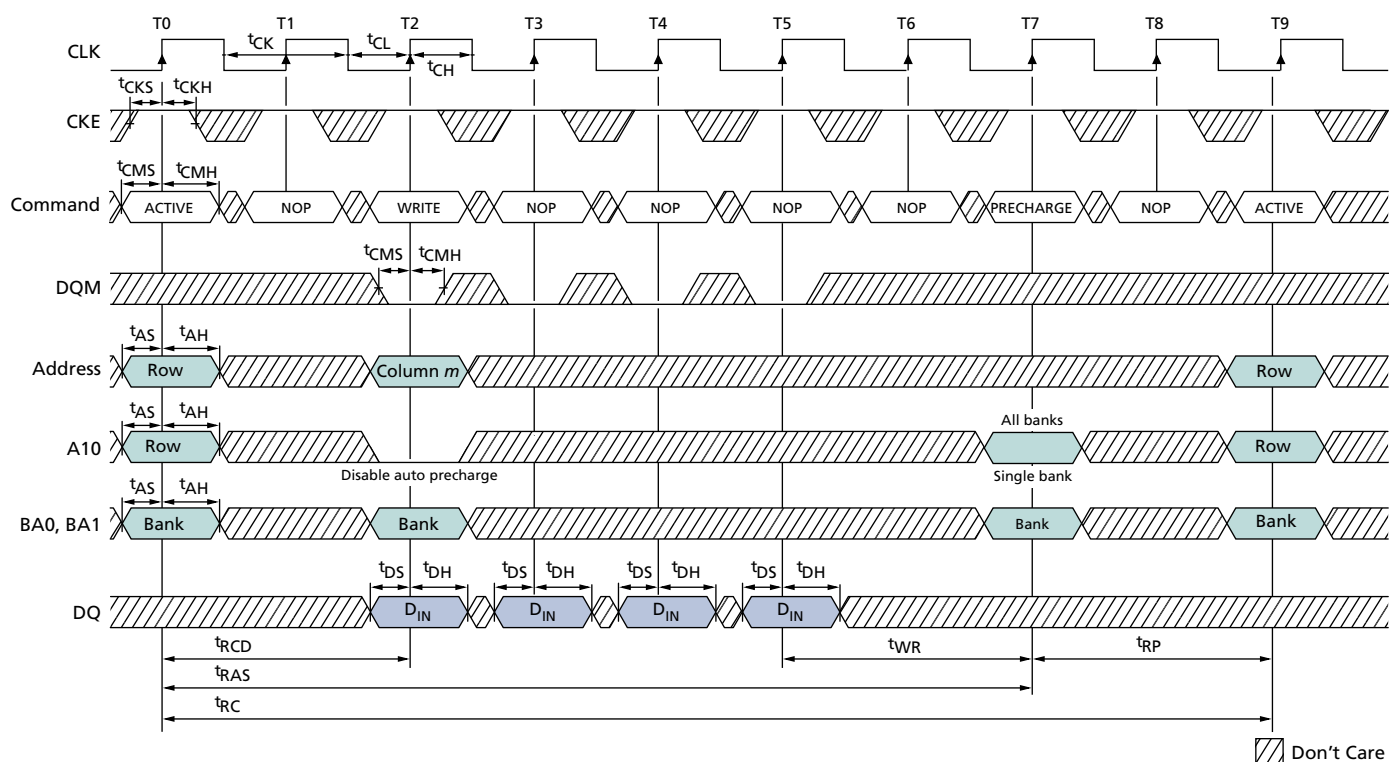 T0 T1 T2 T3 T4 T5 T6 T7 T8 T9
CLK tCK tCL tCH
tCKS tCKH
CKE
tCMS tCMH
Command ACTIVE NOP WRITE NOP NOP NOP NOP PRECHARGE NOP ACTIVE
tCMS tCMH
DQM
tAS tAH
Address Row Column m Row
tAS tAH All banks
A10 Row Row
Disable auto precharge Single bank
tAS tAH
BA0, BA1 Bank Bank Bank Bank
tDS tDH tDS tDH tDS tDH tDS tDH
DQ DIN DIN DIN DIN
tRCD tWR tRP
tRAS
tRC
Don't Care